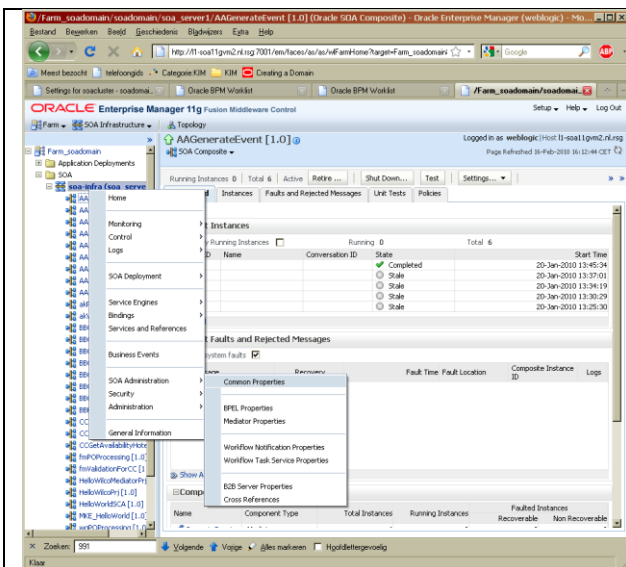 /Farm_soadomain/soadomain/soa_server1/AAGenerateEvent [1.0] (Oracle SOA Composite) - Oracle Enterprise Manager (weblogic) - Mo...
Bestand Bewerken Beeld Geschiedenis Bladwijzers Extra Help
http://l1-soa11gvm2.nl.rsg:7001/em/faces/as/as/wlFarmHome?target=Farm_soadomain
Google
ABP
Meest bezocht telefoongids Categorie:KIM KIM Creating a Domain
Settings for soacluster - soadomai... Oracle BPM Worklist Oracle BPM Worklist /Farm_soadomain/soadomai...
ORACLE Enterprise Manager 11g Fusion Middleware Control
Setup Help Log Out
Farm SOA Infrastructure Topology
AAGenerateEvent [1.0]
Logged in as weblogic|Host l1-soa11gvm2.nl.rsg
SOA Composite
Page Refreshed 16-Feb-2010 16:12:44 CET
Farm_soadomain
Application Deployments
SOA
soa-infra (soa_serve
Running Instances 0 Total 6 Active Retire ... Shut Down... Test Settings...
Instances Faults and Rejected Messages Unit Tests Policies
Home
Monitoring
Control
Logs
SOA Deployment
Service Engines
Bindings
Services and References
Business Events
SOA Administration
Security
Administration
General Information
Instances
Running Instances Running 0 Total 6
Name Conversation ID State Start Time
Completed 20-Jan-2010 13:45:34
Stale 20-Jan-2010 13:37:01
Stale 20-Jan-2010 13:34:19
Stale 20-Jan-2010 13:30:29
Stale 20-Jan-2010 13:25:30
Faults and Rejected Messages
system faults
Recovery Fault Time Fault Location Composite Instance ID Logs
Common Properties
BPEL Properties
Mediator Properties
Workflow Notification Properties
Workflow Task Service Properties
B2B Server Properties
Cross References
CCGetAvailabilityHote
fmPOProcessing [1.0]
fmValidationForCC [1
HelloWilcoMediatorPrj
HelloWilcoPrj [1.0]
HelloWorldSCA [1.0]
MKE_HelloWorld [1.0]
wnPOProcessing [1.0]
Show A
Compo
Name Component Type Total Instances Running Instances Faulted Instances
Recoverable Non Recoverable
Zoeken: 991 Volgende Vorige Alles markeren Hoofdlettergevoelig
Klaar